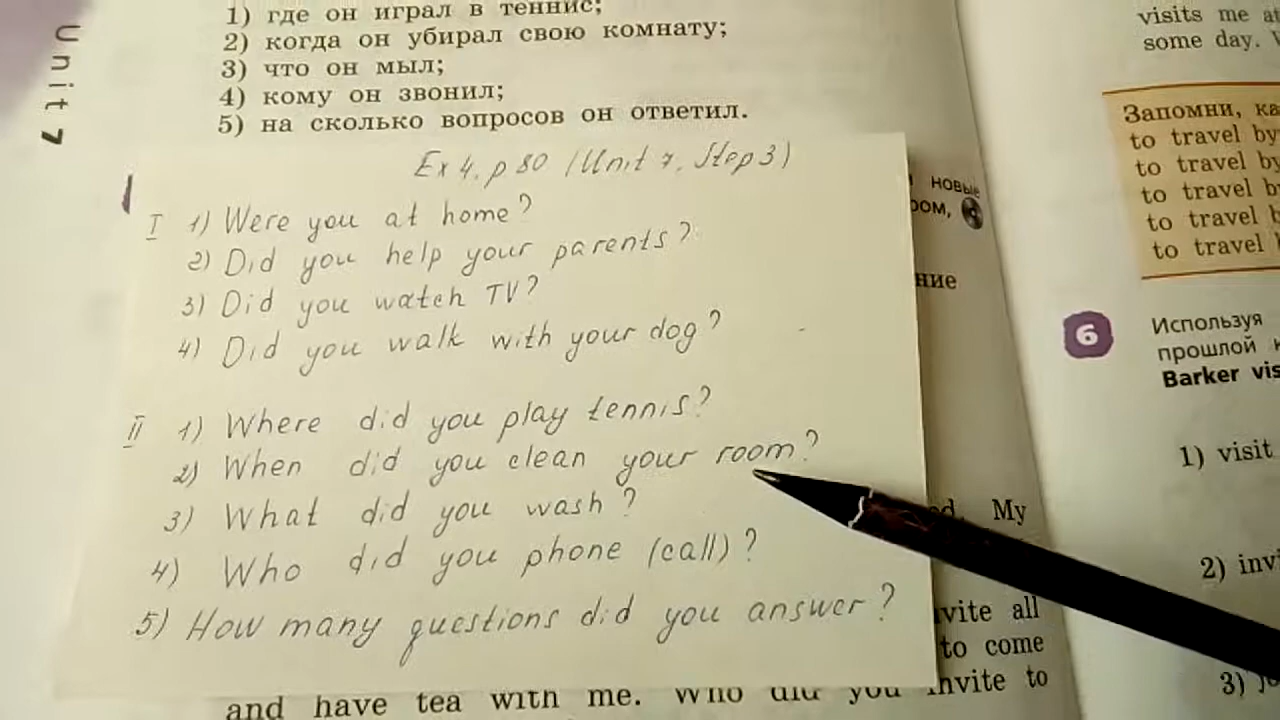 Unit 7
1) где он играл в теннис;
2) когда он убирал свою комнату;
3) что он мыл;
4) кому он звонил;
5) на сколько вопросов он ответил.
Ex 4. p 80 (Unit 7, Step 3)
I 1) Were you at home?
2) Did you help your parents?
3) Did you watch TV?
4) Did you walk with your dog?
II 1) Where did you play tennis?
2) When did you clean your room?
3) What did you wash?
4) Who did you phone (call)?
5) How many questions did you answer?
новые
ром,
ние
My
invite all
to come
and have tea with me. Who did you invite to
visits me at
some day.
Запомни, ка
to travel by
to travel by
to travel by
to travel b
to travel
6 Используя
прошлой
Barker vis
1) visit
2) invi
3)